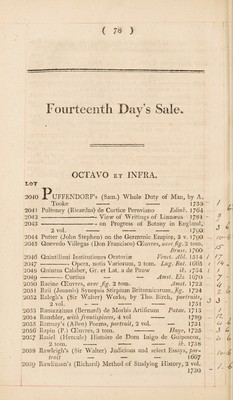 ( 78 )
Fourteenth Day's Sale.
OCTAVO ET INFRA.
LOT
2040 PUFFENDORF's (Sam.) Whole Duty of Man, by A.
Tooke — — — 1735
2041 Pulteney (Ricardus) de Cortice Peruviano Edinb. 1764
2042 ———— View of Writings of Linnæus 1781
2043 ———— on Progress of Botany in England,
2 vol. — — — 1790
2044 Putter (John Stephen) on the Germanic Empire, 3 v. 1790
2045 Quevedo Villegas (Don Francisco) Œuvres, avec fig. 2 tom.
Bruss. 1700
2046 Quinctiliani Institutiones Oratoriæ Venet. Ald. 1514
2047 ———— Opera, notis Variorum, 2 tom. Lug. Bat. 1665
2048 Quintus Calaber, Gr. et Lat. a de Pauw ib. 1734
2049 ———— Curtius — — Amst. Elz. 1670
2050 Racine Œuvres, avec fig. 2 tom. Amst. 1722
2051 Raii (Joannis) Synopsis Stirpium Britannicarum, fig. 1724
2052 Ralegh's (Sir Walter) Works, by Tho. Birch, portraits,
2 vol. — — — 1751
2053 Ramazzinus (Bernard) de Morbis Artificum Patav. 1713
2054 Rambler, with frontispieces, 4 vol — 1789
2055 Ramsay's (Allen) Poems, portrait, 2 vol. — 1731
2056 Rapin (P.) Œuvres, 3 tom. — Haye, 1725
2057 Rastel (Hercule) Histoire de Dom Inigo de Guipuscoa,
2 tom. — — ib. 1738
2058 Rawleigh's (Sir Walter) Judicious and select Essays, por-
trait — — — 1667
2059 Rawlinson's (Richard) Method of Studying History, 2 vol.
1730